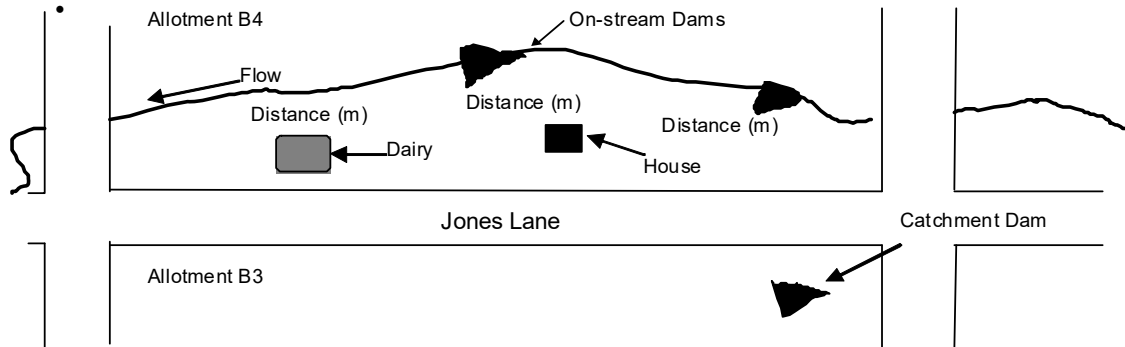 Allotment B4
On-stream Dams
Flow
Distance (m)
Distance (m)
Distance (m)
Dairy
House
Jones Lane
Catchment Dam
Allotment B3